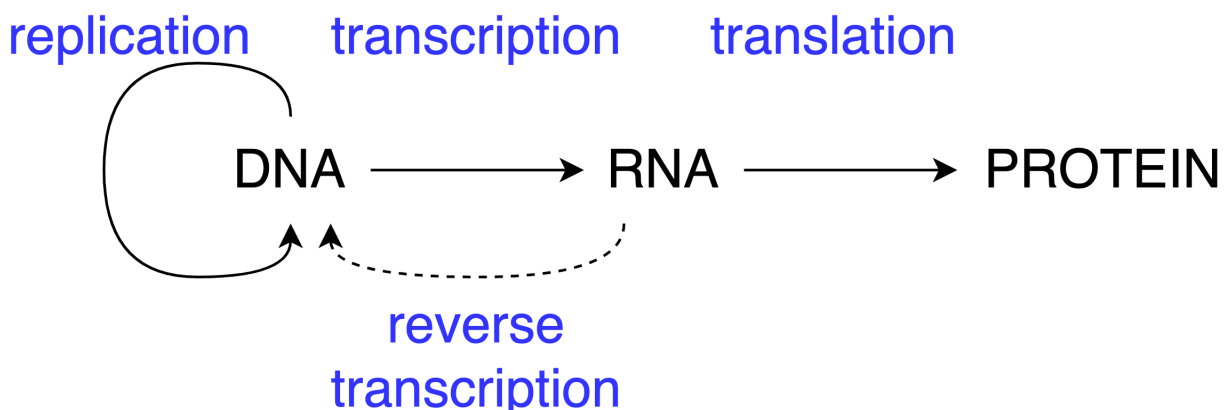 replication transcription translation
DNA RNA PROTEIN
reverse
transcription